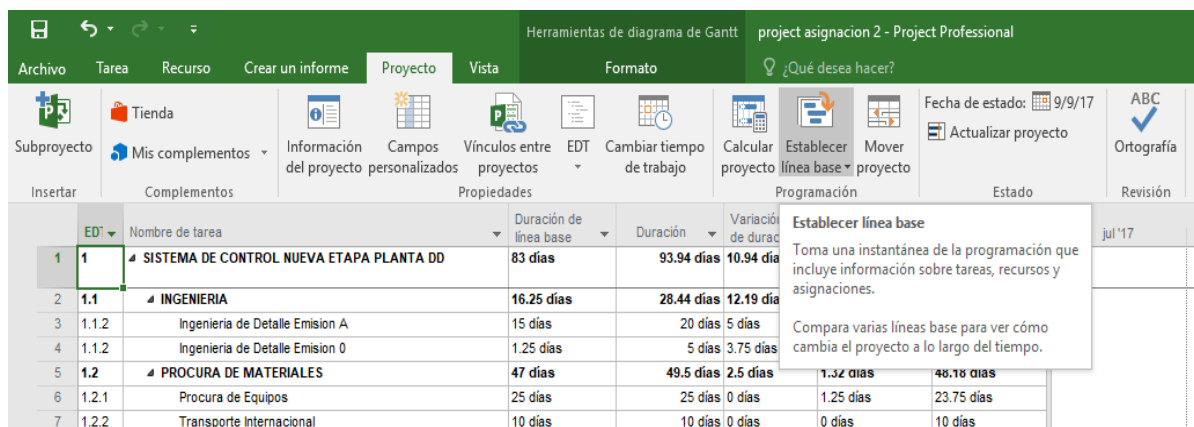 Herramientas de diagrama de Gantt project asignacion 2 - Project Professional
Archivo Tarea Recurso Crear un informe Proyecto Vista Formato ¿Qué desea hacer?
Subproyecto
Tienda
Mis complementos
Información del proyecto
Campos personalizados
Vínculos entre proyectos
EDT
Cambiar tiempo de trabajo
Calcular proyecto
Establecer línea base
Mover proyecto
Fecha de estado: 9/9/17
Actualizar proyecto
ABC
Ortografía
Insertar Complementos Propiedades Programación Estado Revisión
EDT Nombre de tarea Duración de línea base Duración Variación de durac jul '17
1 1 SISTEMA DE CONTROL NUEVA ETAPA PLANTA DD 83 días 93.94 días 10.94 día
2 1.1 INGENIERIA 16.25 días 28.44 días 12.19 día
3 1.1.2 Ingenieria de Detalle Emision A 15 días 20 días 5 días
4 1.1.2 Ingenieria de Detalle Emision 0 1.25 días 5 días 3.75 días
5 1.2 PROCURA DE MATERIALES 47 días 49.5 días 2.5 días 1.32 días 48.18 días
6 1.2.1 Procura de Equipos 25 días 25 días 0 días 1.25 días 23.75 días
7 1.2.2 Transporte Internacional 10 días 10 días 0 días 0 días 10 días
Establecer línea base
Toma una instantánea de la programación que
incluye información sobre tareas, recursos y
asignaciones.
Compara varias líneas base para ver cómo
cambia el proyecto a lo largo del tiempo.